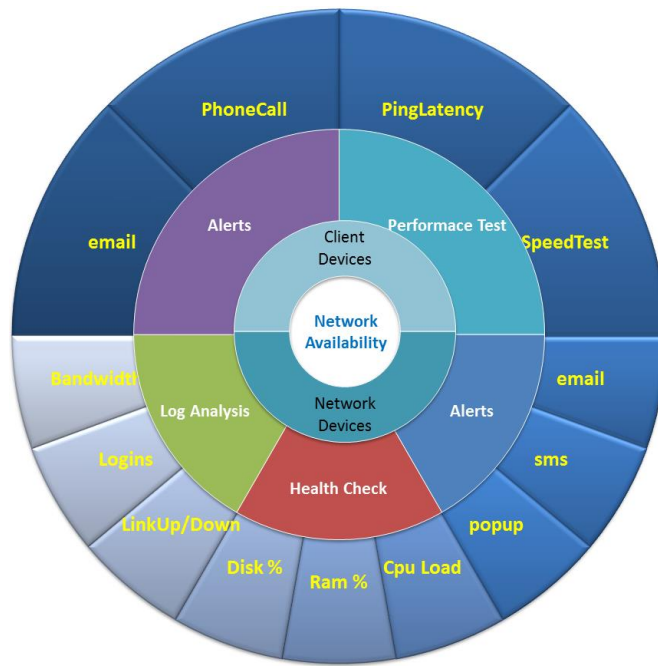 PhoneCall
PingLatency
email
Alerts
Performace Test
SpeedTest
Client
Devices
Network
Availability
Bandwidth
Log Analysis
Network
Devices
Alerts
email
Logins
sms
Health Check
LinkUp/Down
popup
Disk %
Ram %
Cpu Load